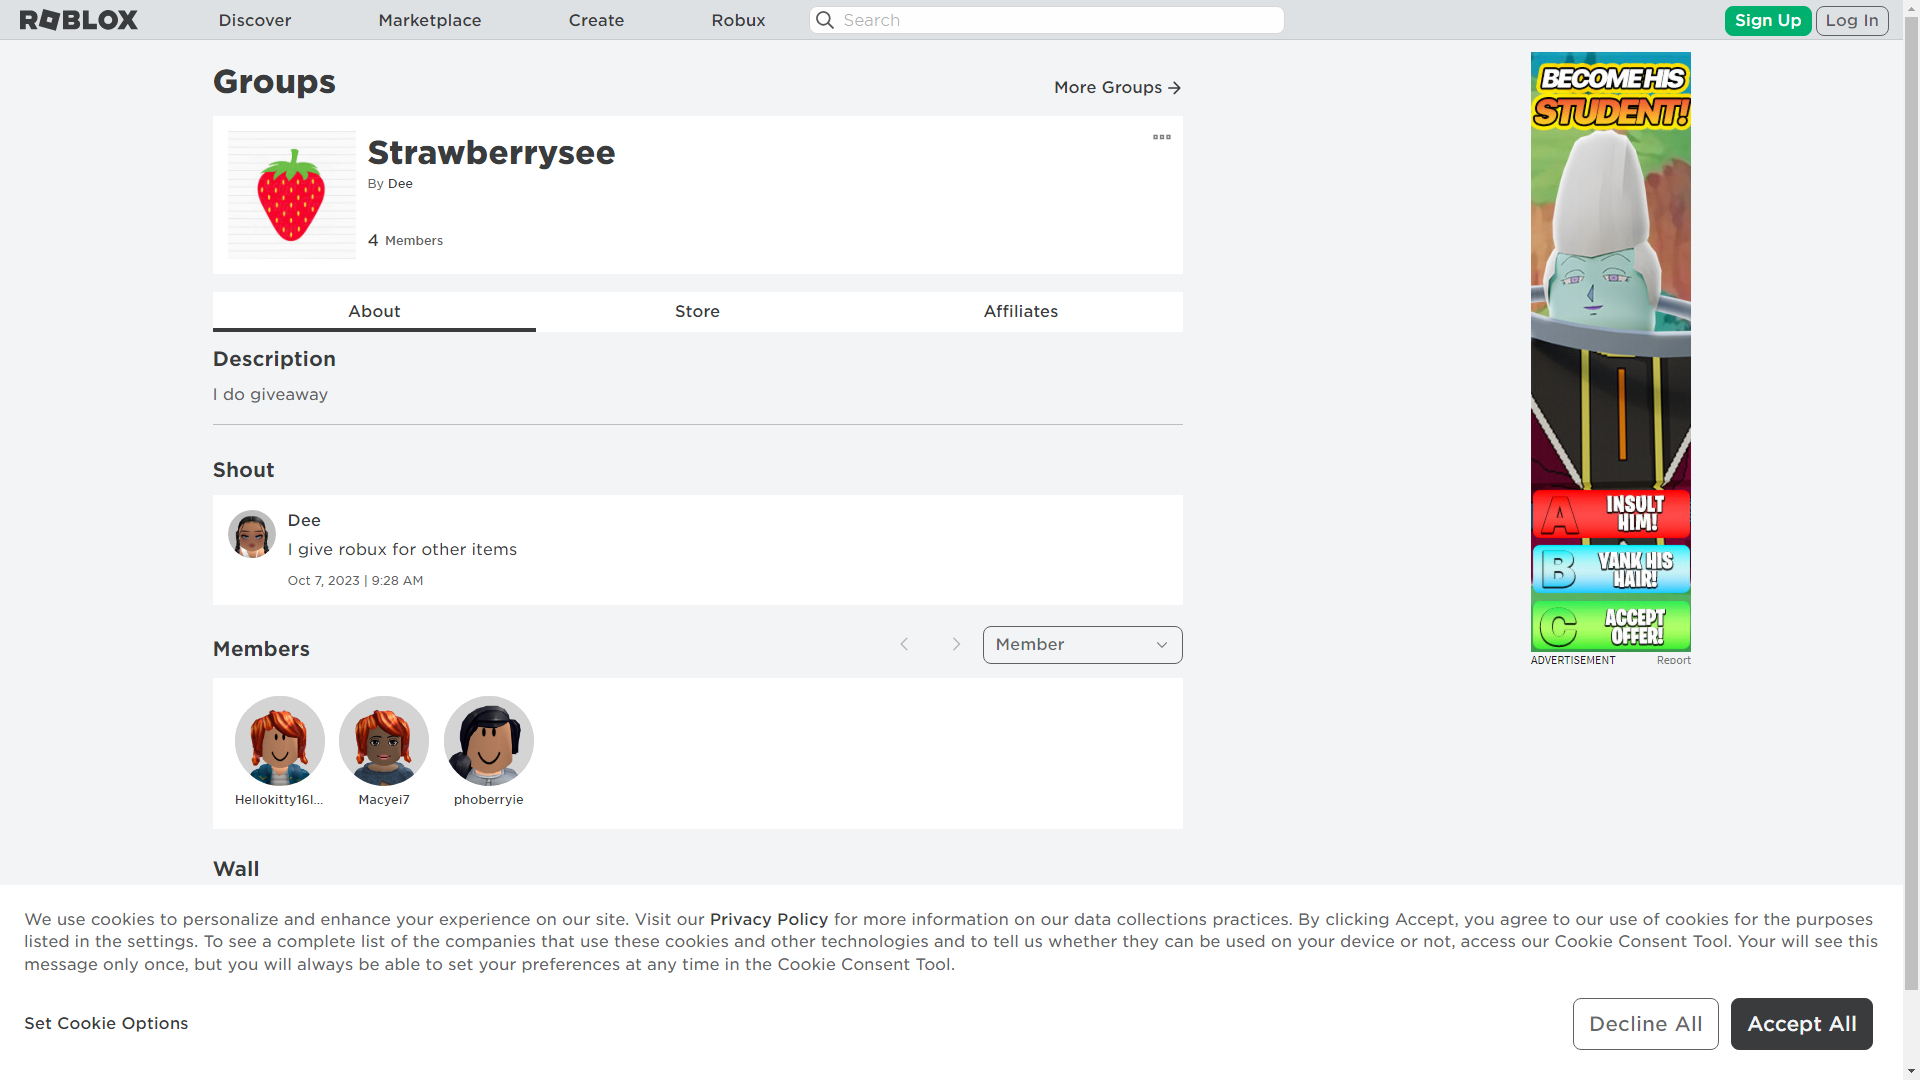 ROBLOX
Discover
Marketplace
Create
Robux
Search
Sign Up
Log In
Groups
More Groups
Strawberrysee
By Dee
4 Members
About
Store
Affiliates
Description
I do giveaway
Shout
Dee
I give robux for other items
Oct 7, 2023 | 9:28 AM
Members
Member
Hellokitty16l...
Macyei7
phoberryie
Wall
BECOME HIS
STUDENT!
A
INSULT
HIM!
B
YANK HIS
HAIR!
C
ACCEPT
OFFER!
ADVERTISEMENT
Report
We use cookies to personalize and enhance your experience on our site. Visit our Privacy Policy for more information on our data collections practices. By clicking Accept, you agree to our use of cookies for the purposes
listed in the settings. To see a complete list of the companies that use these cookies and other technologies and to tell us whether they can be used on your device or not, access our Cookie Consent Tool. Your will see this
message only once, but you will always be able to set your preferences at any time in the Cookie Consent Tool.
Set Cookie Options
Decline All
Accept All